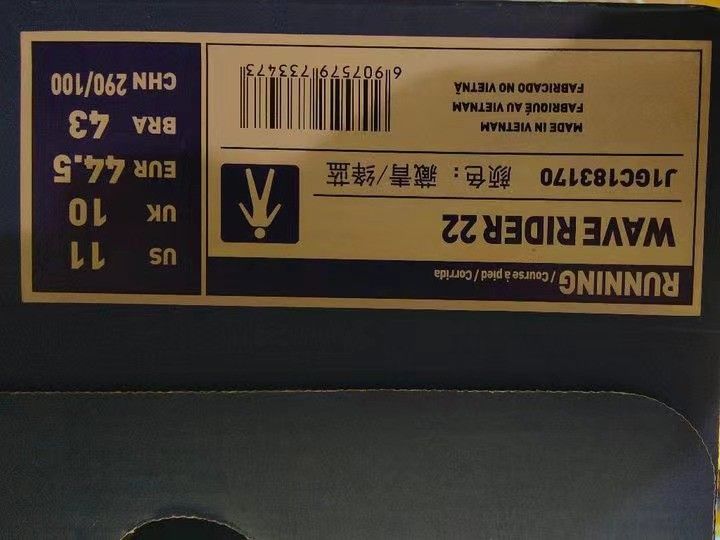 RUNNING / Course à pied / Corrida
WAVE RIDER 22
J1GC183170 颜色: 藏青/绛蓝
MADE IN VIETNAM
FABRIQUÉ AU VIETNAM
FABRICADO NO VIETNÃ
6 907579 733473
US 11
UK 10
EUR 44.5
BRA 43
CHN 290/100